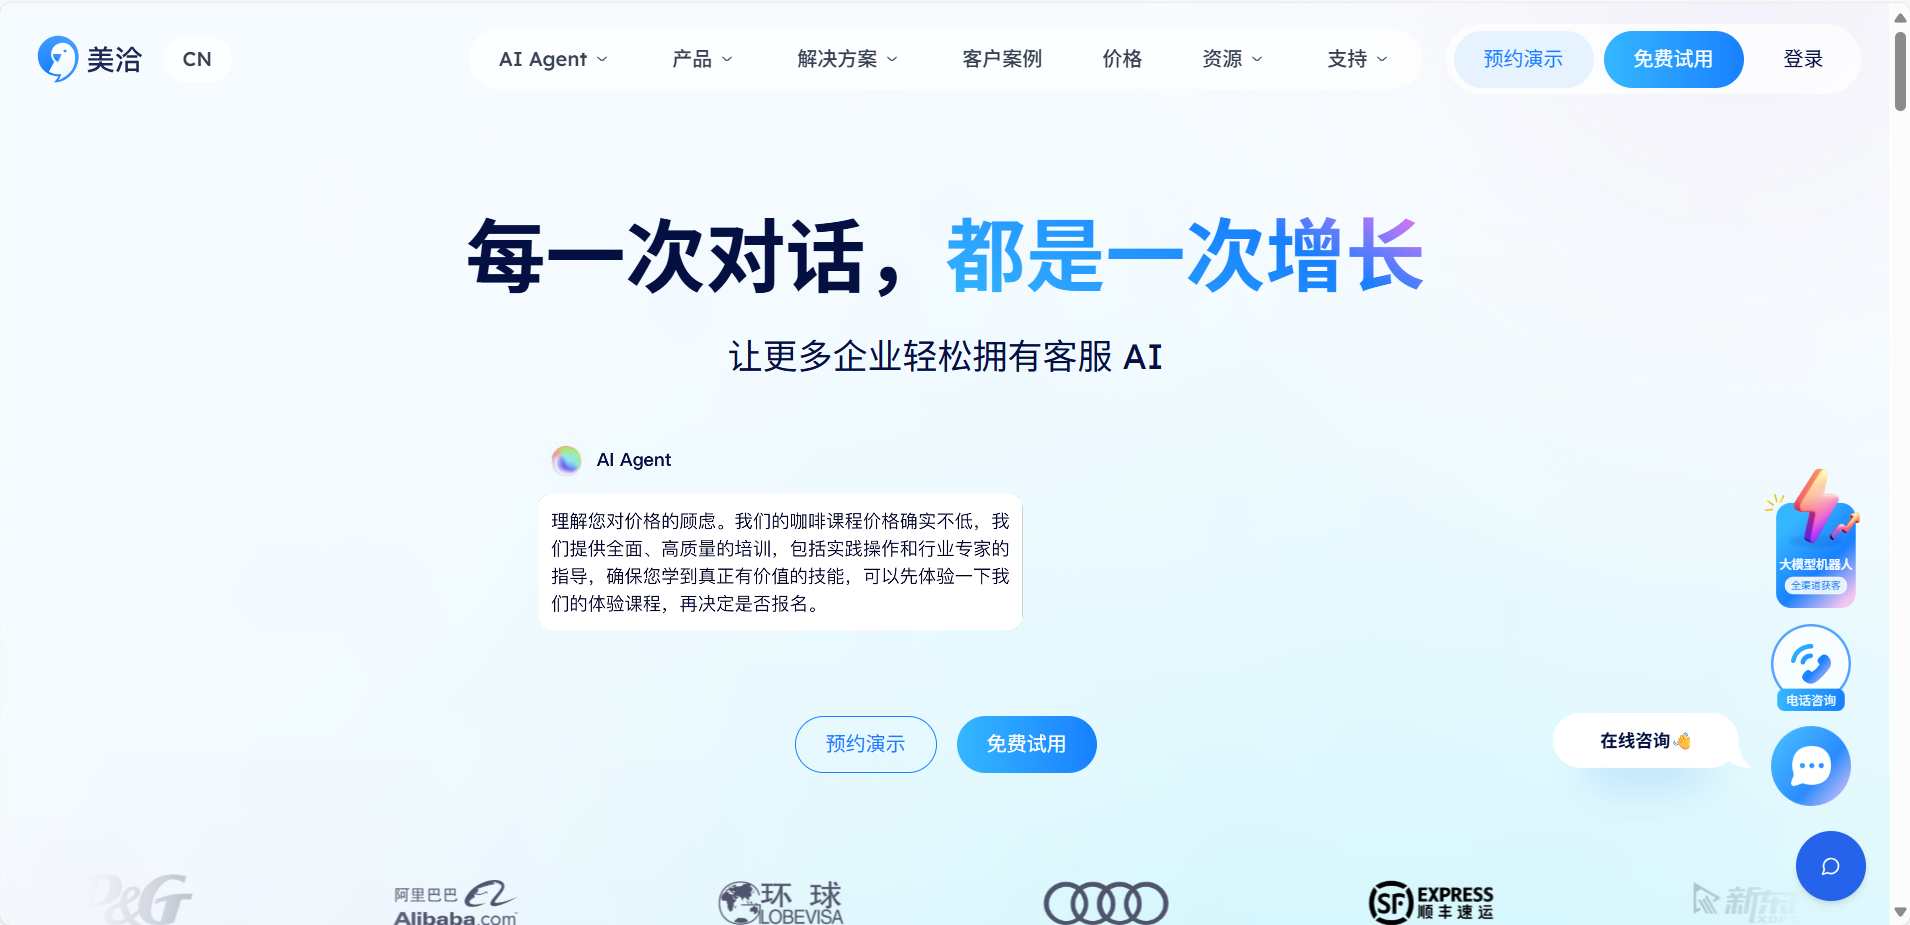 美洽
CN
AI Agent
产品
解决方案
客户案例
价格
资源
支持
预约演示
免费试用
登录
每一次对话，都是一次增长
让更多企业轻松拥有客服 AI
AI Agent
理解您对价格的顾虑。我们的咖啡课程价格确实不低，我
们提供全面、高质量的培训，包括实践操作和行业专家的
指导，确保您学到真正有价值的技能，可以先体验一下我
们的体验课程，再决定是否报名。
大模型机器人
全渠道获客
电话咨询
预约演示
免费试用
在线咨询👋
P&G
阿里巴巴
Alibaba.com
环 球
LOBEVISA
SF EXPRESS
顺丰速运
新东